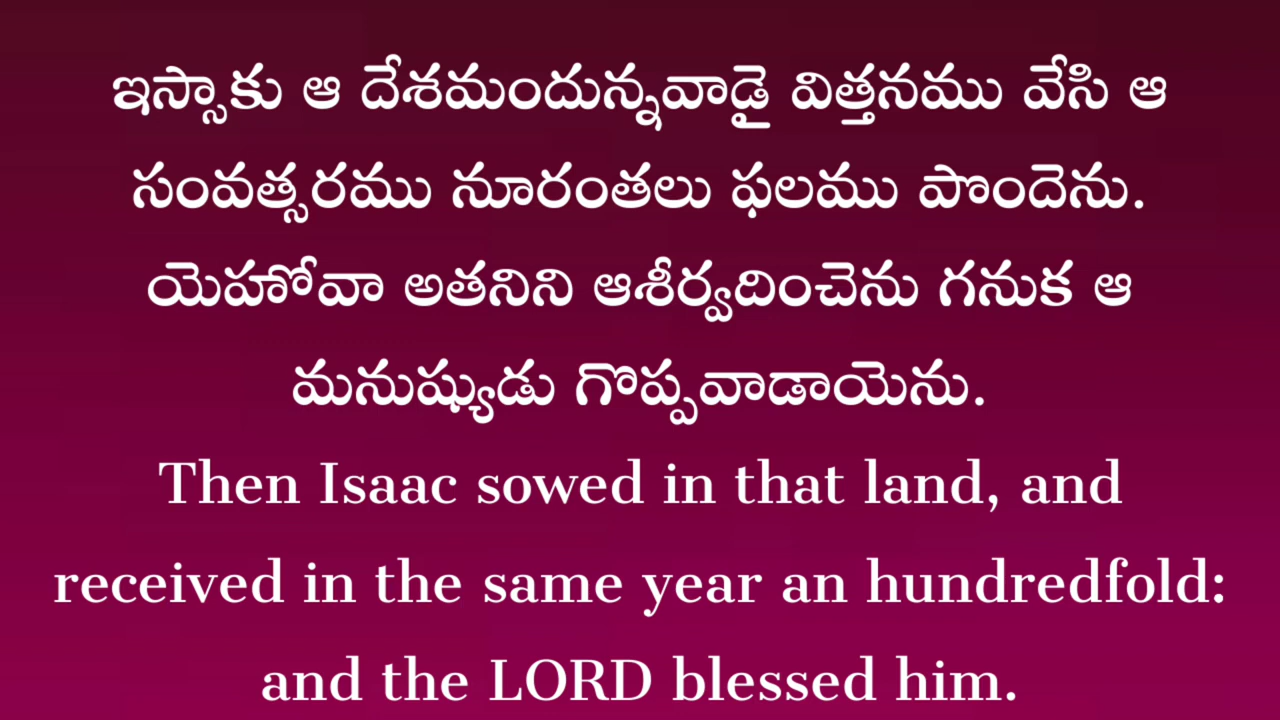 ఇస్సాకు ఆ దేశమందున్నవాడై విత్తనము వేసి ఆ
సంవత్సరము నూరంతలు ఫలము పొందెను.
యెహోవా అతనిని ఆశీర్వదించెను గనుక ఆ
మనుష్యుడు గొప్పవాడాయెను.
Then Isaac sowed in that land, and
received in the same year an hundredfold:
and the LORD blessed him.